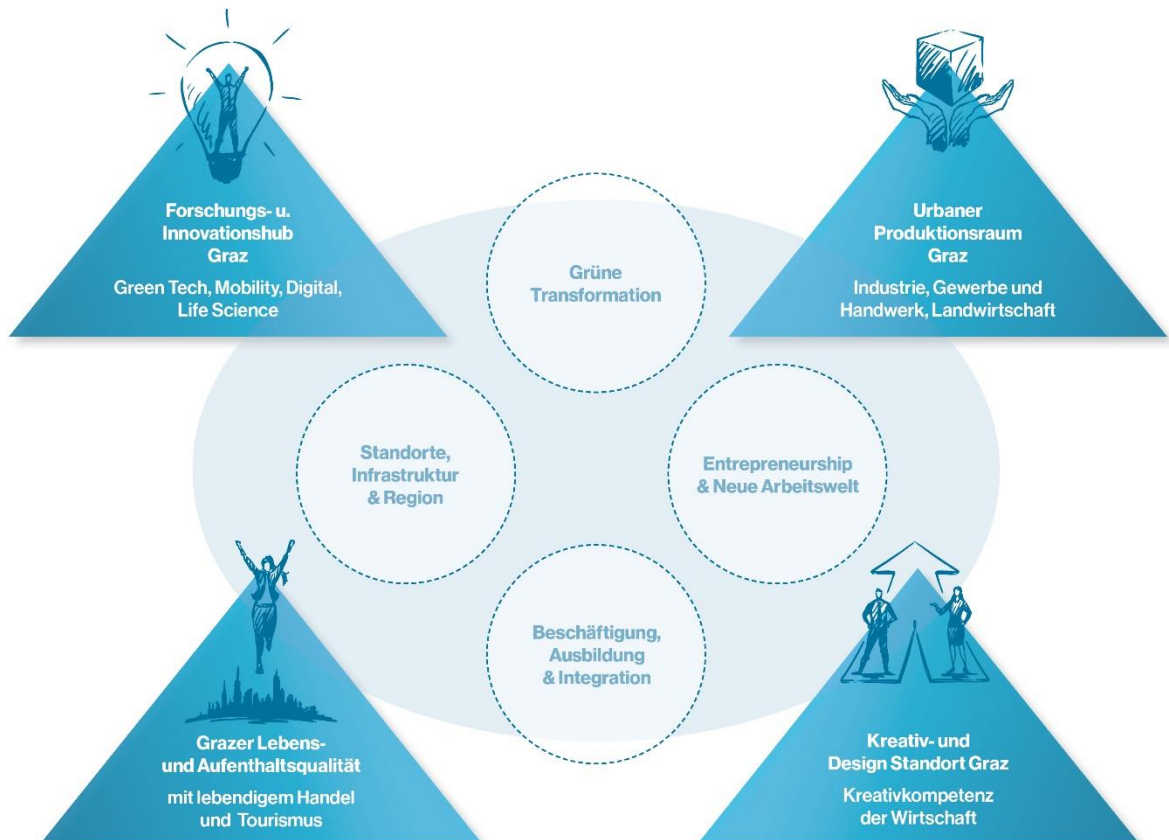 Forschungs- u.
Innovationshub
Graz
Green Tech, Mobility, Digital,
Life Science
Urbaner
Produktionsraum
Graz
Industrie, Gewerbe und
Handwerk, Landwirtschaft
Grüne
Transformation
Standorte,
Infrastruktur
& Region
Entrepreneurship
& Neue Arbeitswelt
Beschäftigung,
Ausbildung
& Integration
Grazer Lebens-
und Aufenthaltsqualität
mit lebendigem Handel
und Tourismus
Kreativ- und
Design Standort Graz
Kreativkompetenz
der Wirtschaft